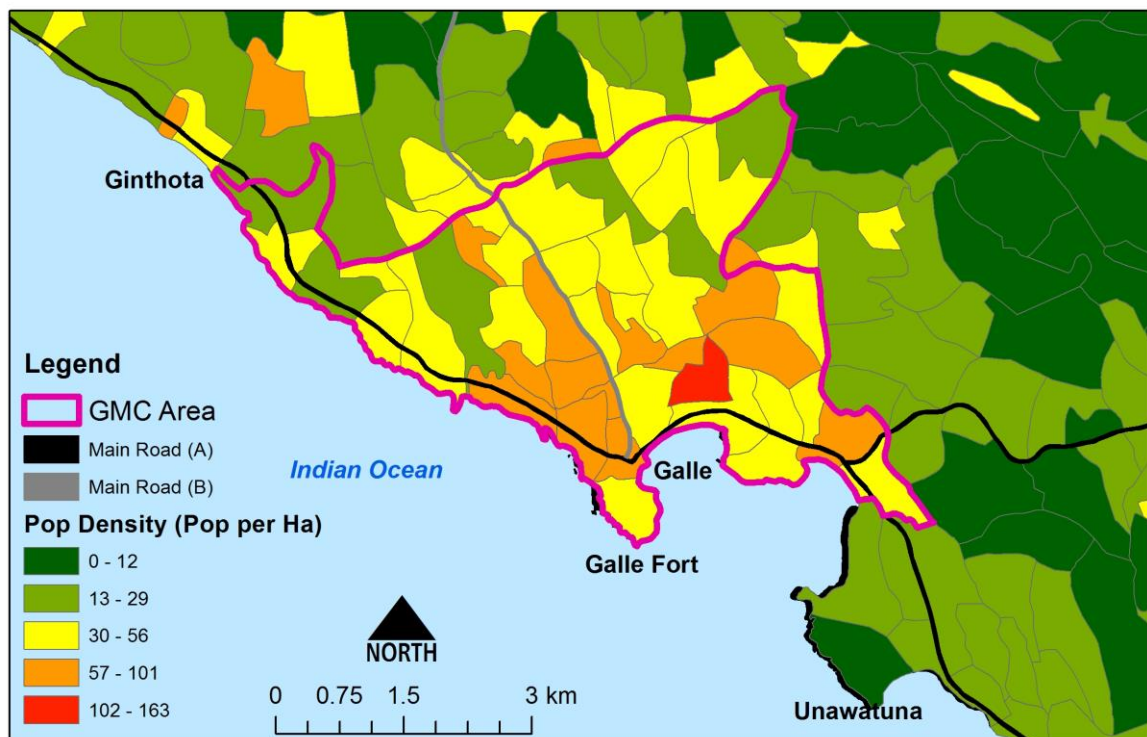 Ginthota
Legend
GMC Area
Main Road (A)
Main Road (B)
Indian Ocean
Galle
Pop Density (Pop per Ha)
0 - 12
13 - 29
30 - 56
57 - 101
102 - 163
Galle Fort
NORTH
0 0.75 1.5 3 km
Unawatuna